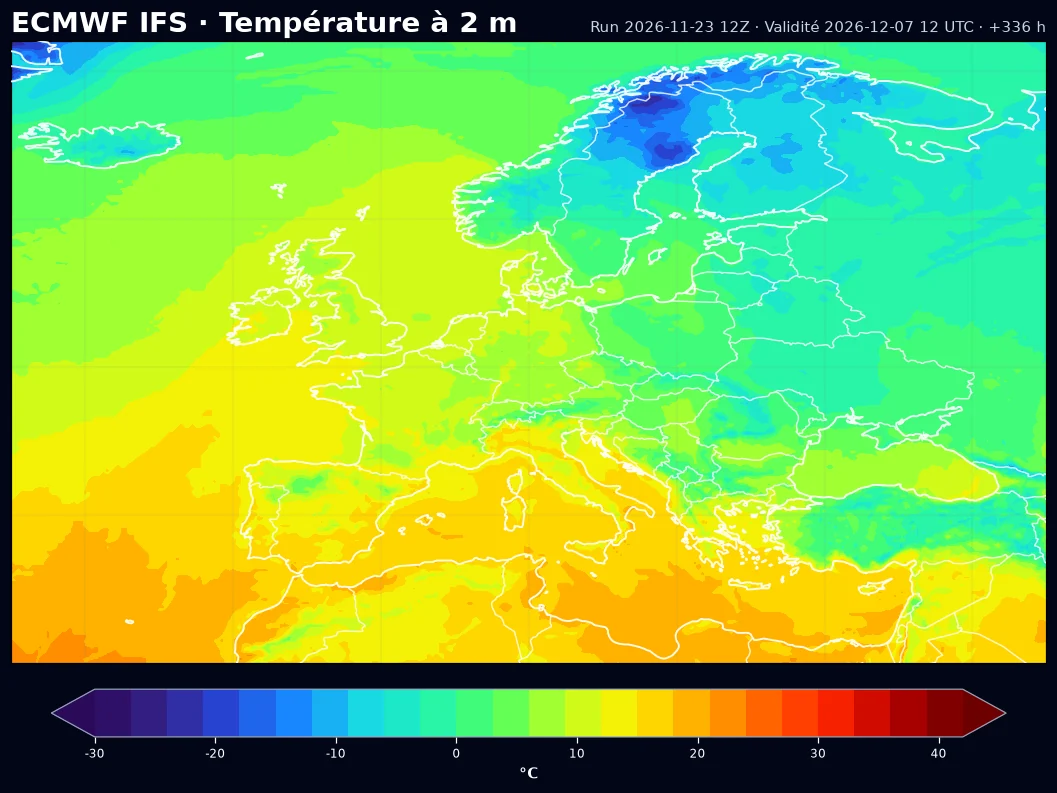 ECMWF IFS · Température à 2 m
Run 2026-11-23 12Z · Validité 2026-12-07 12 UTC · +336 h
-30 -20 -10 0 10 20 30 40
°C